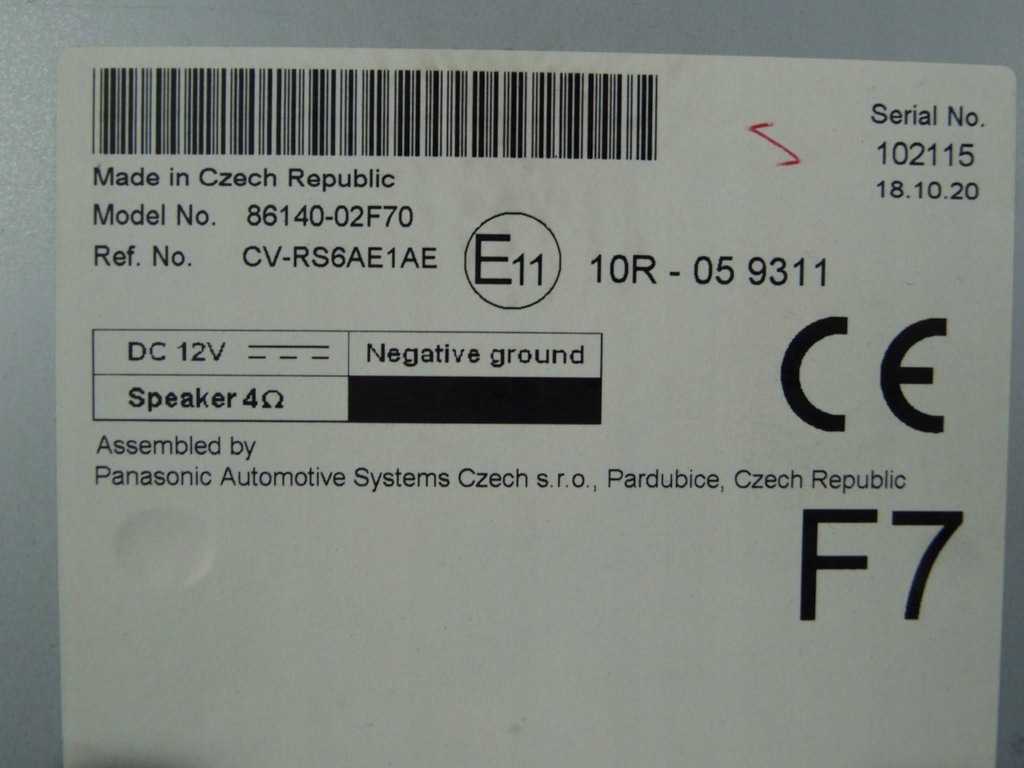 Serial No.
102115
18.10.20
Made in Czech Republic
Model No. 86140-02F70
Ref. No. CV-RS6AE1AE
E11 10R - 05 9311
DC 12V Negative ground
Speaker 4Ω
CE
Assembled by
Panasonic Automotive Systems Czech s.r.o., Pardubice, Czech Republic
F7